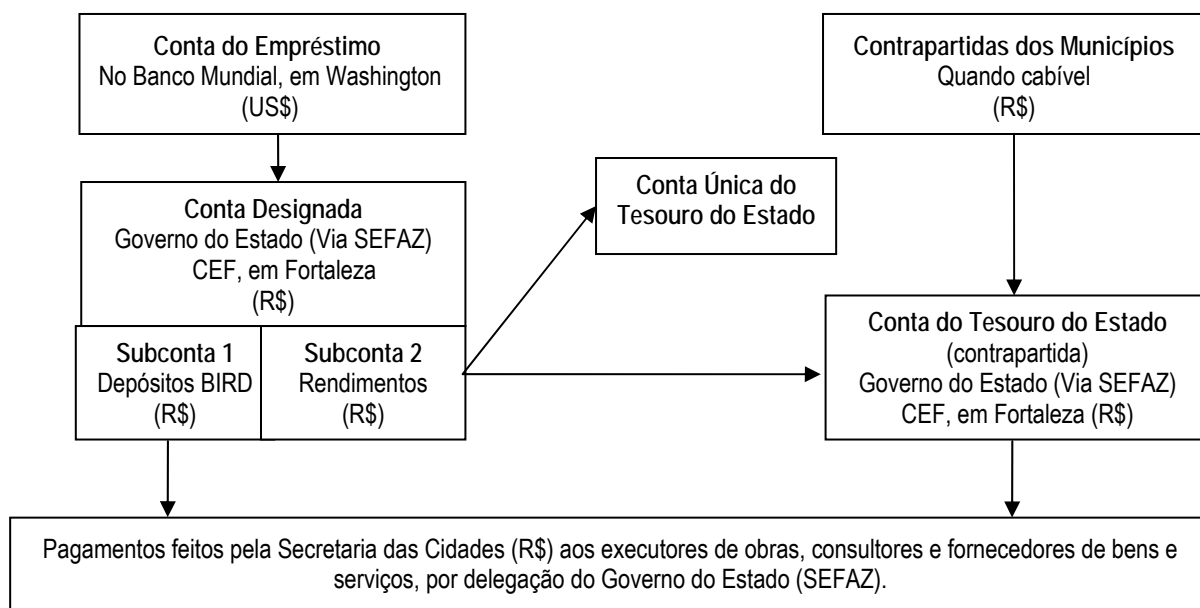 Conta do Empréstimo
No Banco Mundial, em Washington
(US$)
Contrapartidas dos Municípios
Quando cabível
(R$)
Conta Única do
Tesouro do Estado
Conta Designada
Governo do Estado (Via SEFAZ)
CEF, em Fortaleza
(R$)
Subconta 1
Depósitos BIRD
(R$)
Subconta 2
Rendimentos
(R$)
Conta do Tesouro do Estado
(contrapartida)
Governo do Estado (Via SEFAZ)
CEF, em Fortaleza (R$)
Pagamentos feitos pela Secretaria das Cidades (R$) aos executores de obras, consultores e fornecedores de bens e
serviços, por delegação do Governo do Estado (SEFAZ).